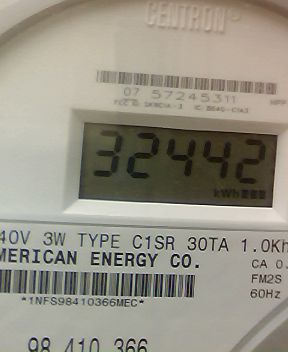 CENTRON®
07 57245311
32442
kWh
40V 3W TYPE C1SR 30TA 1.0Kh
MERICAN ENERGY CO.
CA 0.
FM2S
60Hz
*1NFS98410366MEC*
98 410 366